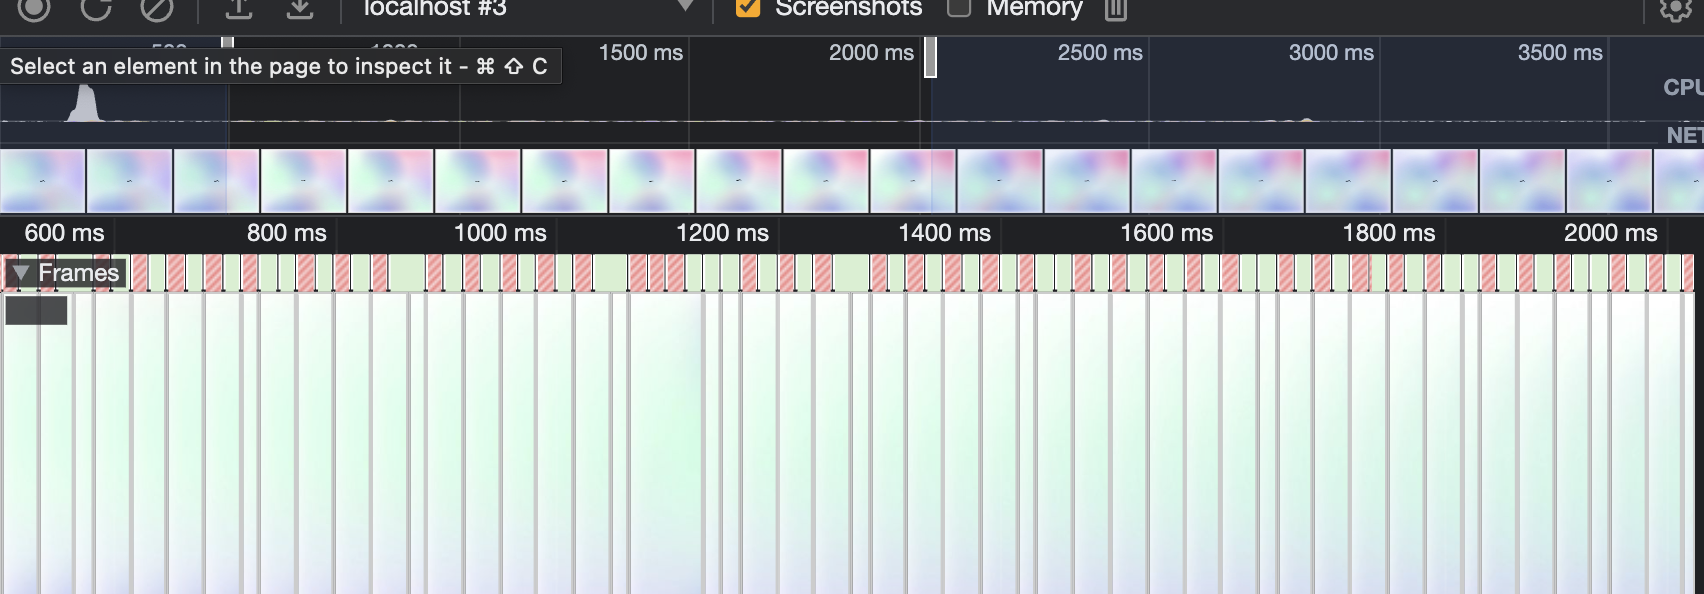 localhost #3 Screenshots Memory
1500 ms 2000 ms 2500 ms 3000 ms 3500 ms
Select an element in the page to inspect it - ⌘ ⇧ C
CPU
NET
600 ms 800 ms 1000 ms 1200 ms 1400 ms 1600 ms 1800 ms 2000 ms
Frames